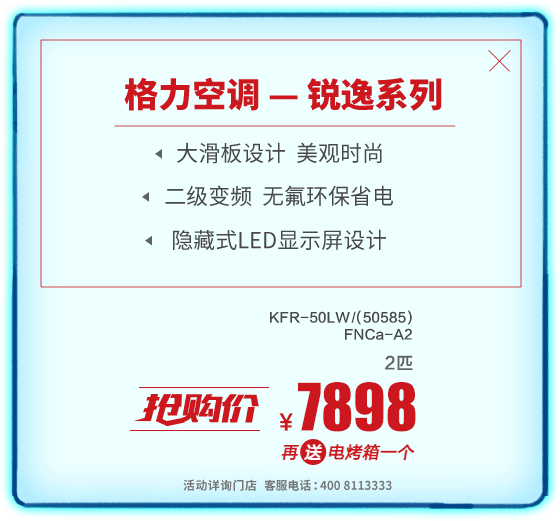 格力空调 — 锐逸系列
大滑板设计 美观时尚
二级变频 无氟环保省电
隐藏式LED显示屏设计
KFR-50LW/(50585)
FNCa-A2
2匹
抢购价 ¥7898
再送电烤箱一个
活动详询门店 客服电话:400 8113333